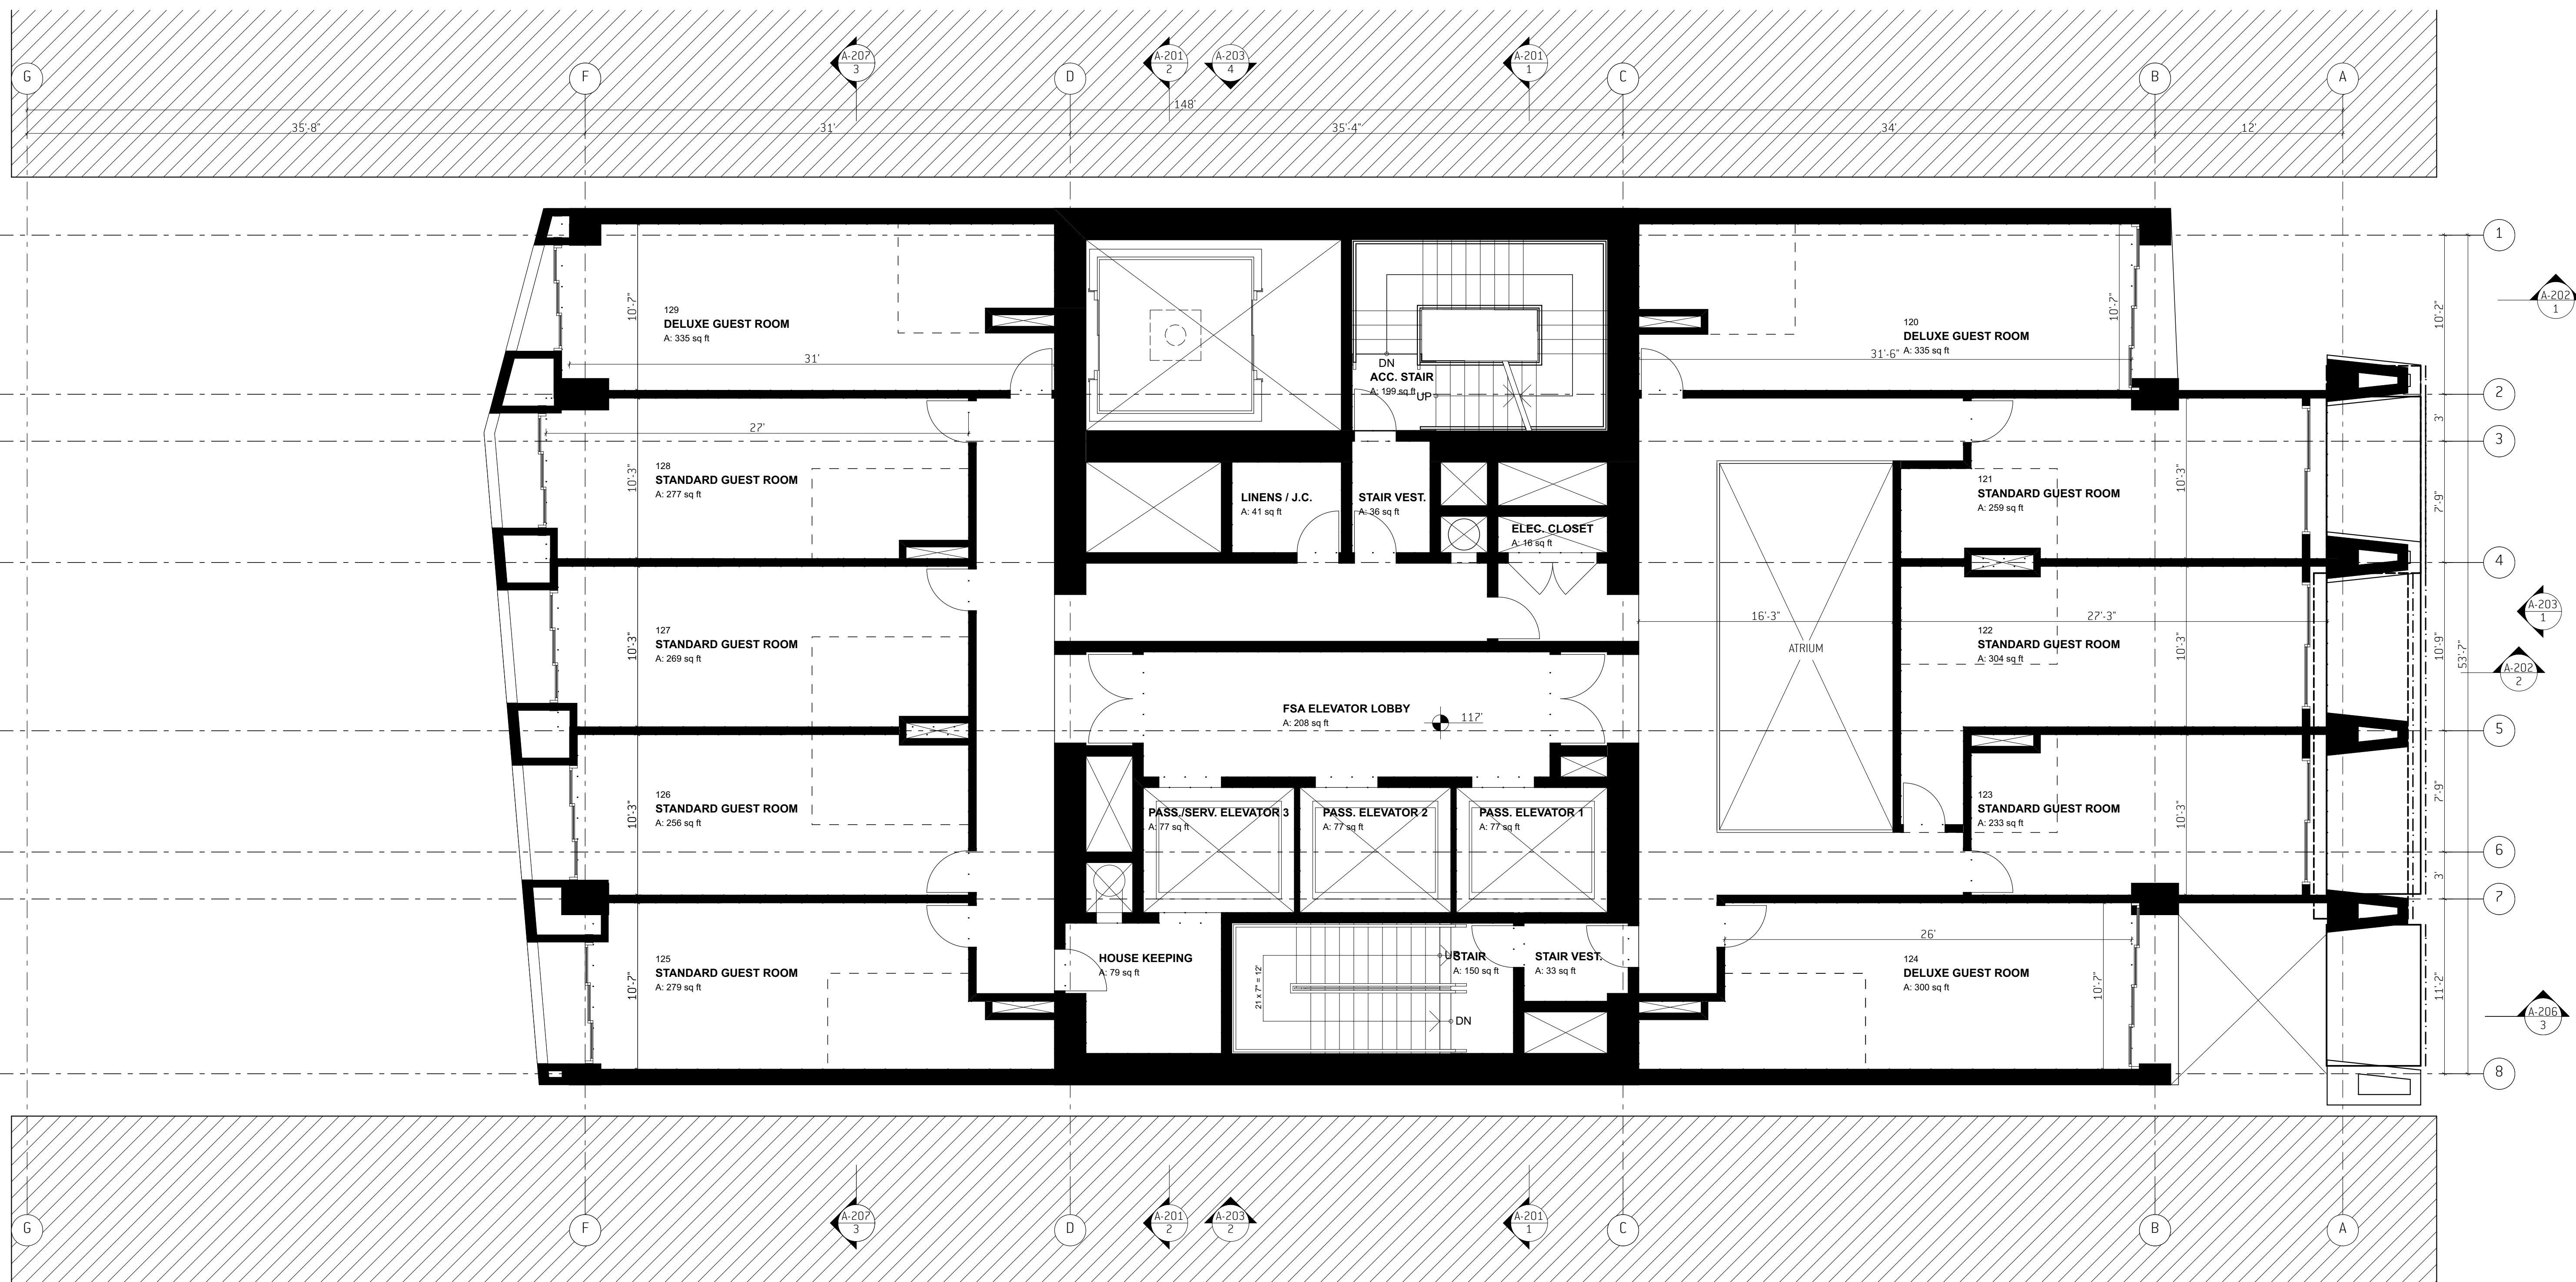 A-207
3
A-201
2
A-203
4
A-201
1
G
F
D
C
B
A
148'
35'-8"
31'
35'-4"
34'
12'
1
10'-2"
A-202
1
129
DELUXE GUEST ROOM
A: 335 sq ft
10'-7"
31'
DN
ACC. STAIR
A: 199 sq ft
UP
120
DELUXE GUEST ROOM
A: 335 sq ft
10'-7"
31'-6"
2
3'
3
27'
128
STANDARD GUEST ROOM
A: 277 sq ft
10'-3"
LINENS / J.C.
A: 41 sq ft
STAIR VEST.
A: 36 sq ft
ELEC. CLOSET
A: 16 sq ft
121
STANDARD GUEST ROOM
A: 259 sq ft
10'-3"
7'-9"
4
127
STANDARD GUEST ROOM
A: 269 sq ft
10'-3"
16'-3"
27'-3"
ATRIUM
122
STANDARD GUEST ROOM
A: 304 sq ft
10'-3"
10'-9"
53'-7"
A-203
1
A-202
2
FSA ELEVATOR LOBBY
A: 208 sq ft
117'
5
126
STANDARD GUEST ROOM
A: 256 sq ft
10'-3"
PASS./SERV. ELEVATOR 3
A: 77 sq ft
PASS. ELEVATOR 2
A: 77 sq ft
PASS. ELEVATOR 1
A: 77 sq ft
123
STANDARD GUEST ROOM
A: 233 sq ft
10'-3"
7'-9"
6
3'
7
125
STANDARD GUEST ROOM
A: 279 sq ft
10'-7"
HOUSE KEEPING
A: 79 sq ft
21 x 7" = 12'
UP
STAIR
A: 150 sq ft
DN
STAIR VEST.
A: 33 sq ft
26'
124
DELUXE GUEST ROOM
A: 300 sq ft
10'-7"
11'-2"
A-206
3
8
A-207
3
A-201
2
A-203
2
A-201
1
G
F
D
C
B
A